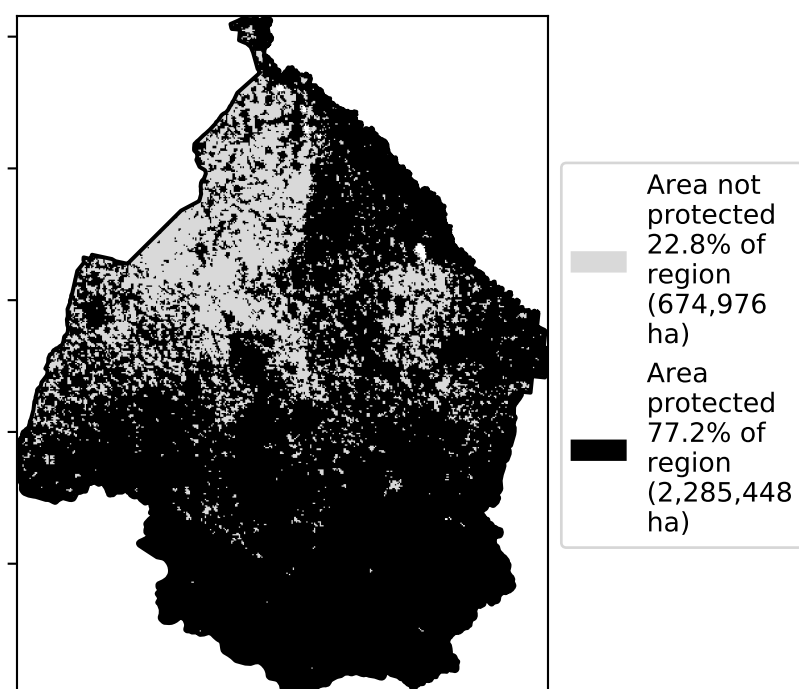 Area not
protected
22.8% of
region
(674,976
ha)
Area
protected
77.2% of
region
(2,285,448
ha)